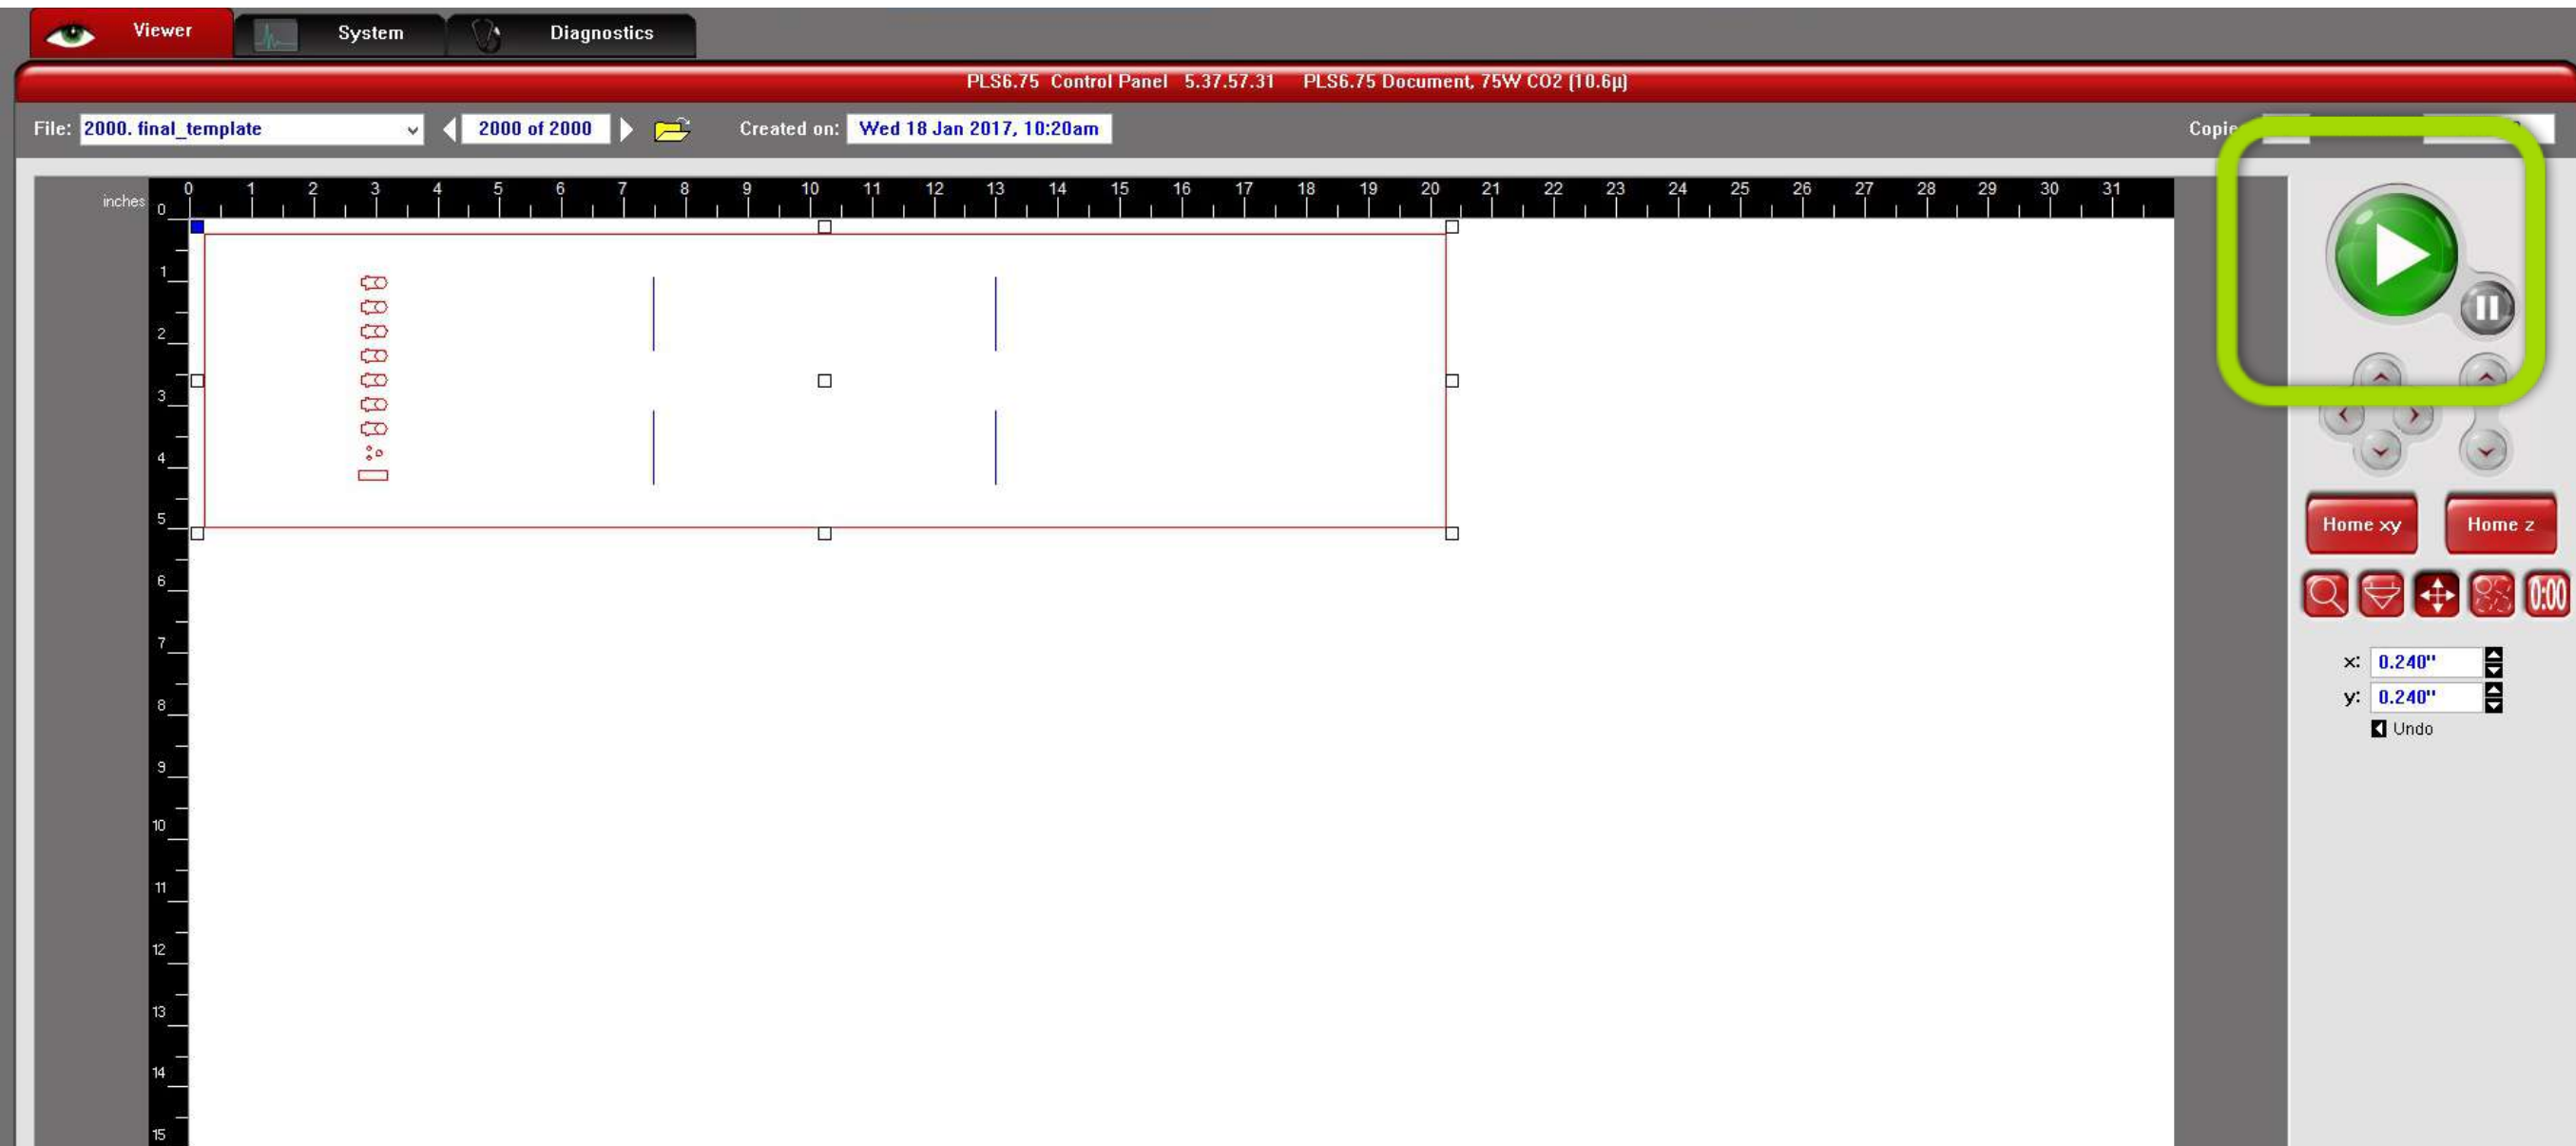 Viewer System Diagnostics
PLS6.75 Control Panel 5.37.57.31 PLS6.75 Document, 75W CO2 (10.6µ)
File: 2000. final_template 2000 of 2000 Created on: Wed 18 Jan 2017, 10:20am
inches 0 1 2 3 4 5 6 7 8 9 10 11 12 13 14 15 16 17 18 19 20 21 22 23 24 25 26 27 28 29 30 31
0
1
2
3
4
5
6
7
8
9
10
11
12
13
14
15
Home xy Home z
0:00
x: 0.240"
y: 0.240"
Undo